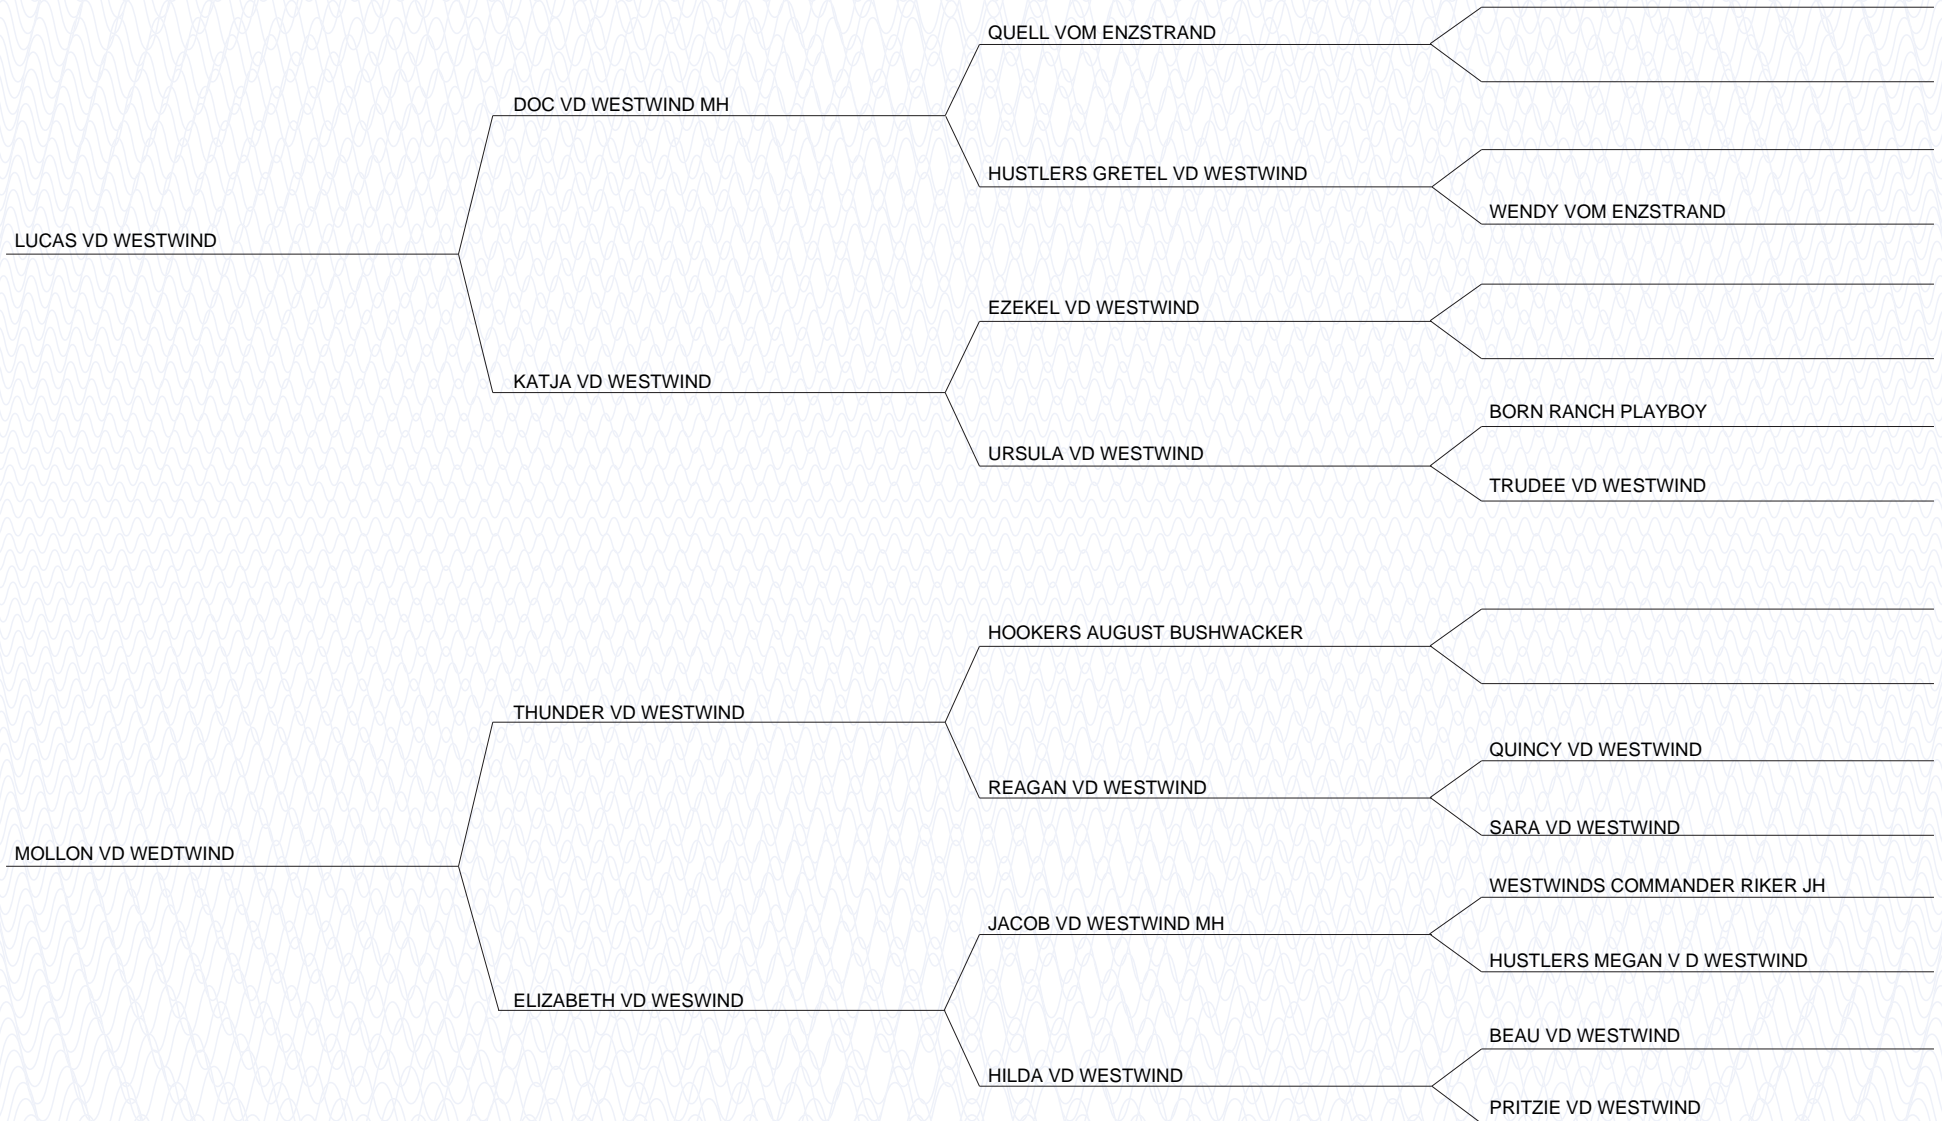 QUELL VOM ENZSTRAND
DOC VD WESTWIND MH
HUSTLERS GRETEL VD WESTWIND
WENDY VOM ENZSTRAND
LUCAS VD WESTWIND
EZEKEL VD WESTWIND
KATJA VD WESTWIND
BORN RANCH PLAYBOY
URSULA VD WESTWIND
TRUDEE VD WESTWIND
HOOKERS AUGUST BUSHWACKER
THUNDER VD WESTWIND
QUINCY VD WESTWIND
REAGAN VD WESTWIND
SARA VD WESTWIND
MOLLON VD WEDTWIND
WESTWINDS COMMANDER RIKER JH
JACOB VD WESTWIND MH
HUSTLERS MEGAN V D WESTWIND
ELIZABETH VD WESWIND
BEAU VD WESTWIND
HILDA VD WESTWIND
PRITZIE VD WESTWIND